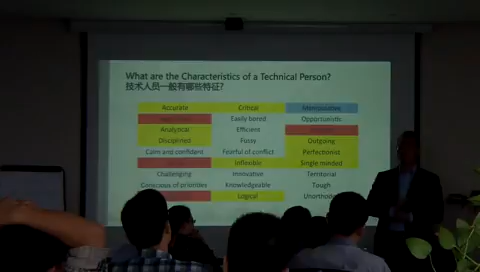 What are the Characteristics of a Technical Person?
技术人员一般有哪些特征?
Accurate Critical
Easily bored Opportunistic
Analytical Efficient
Disciplined Fussy Outgoing
Calm and confident Fearful of conflict Perfectionist
Inflexible Single minded
Challenging Innovative Territorial
Conscious of priorities Knowledgeable Tough
Logical